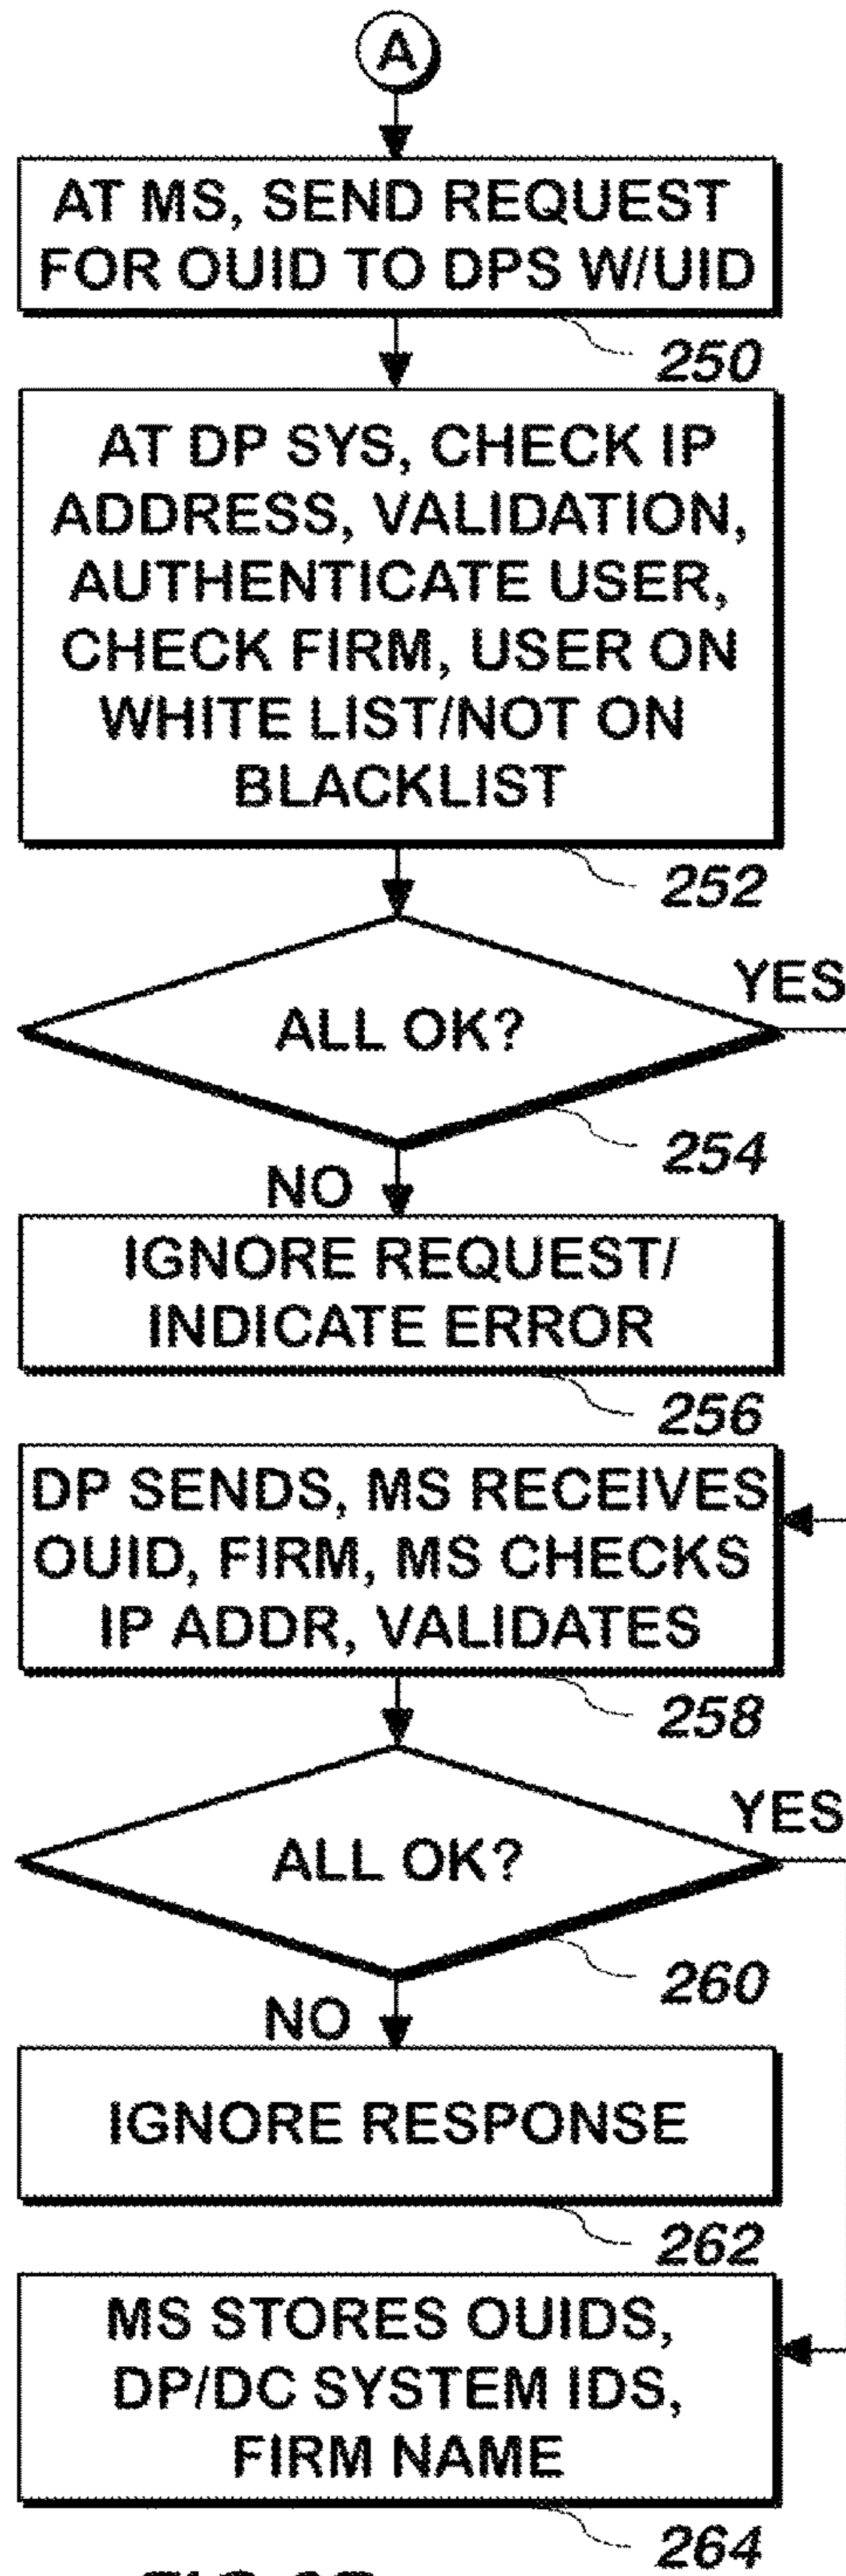 A
AT MS, SEND REQUEST
FOR OUID TO DPS W/UID
250
AT DP SYS, CHECK IP
ADDRESS, VALIDATION,
AUTHENTICATE USER,
CHECK FIRM, USER ON
WHITE LIST/NOT ON
BLACKLIST
252
YES
ALL OK?
254
NO
IGNORE REQUEST/
INDICATE ERROR
256
DP SENDS, MS RECEIVES
OUID, FIRM, MS CHECKS
IP ADDR, VALIDATES
258
YES
ALL OK?
260
NO
IGNORE RESPONSE
262
MS STORES OUIDS,
DP/DC SYSTEM IDS,
FIRM NAME
264